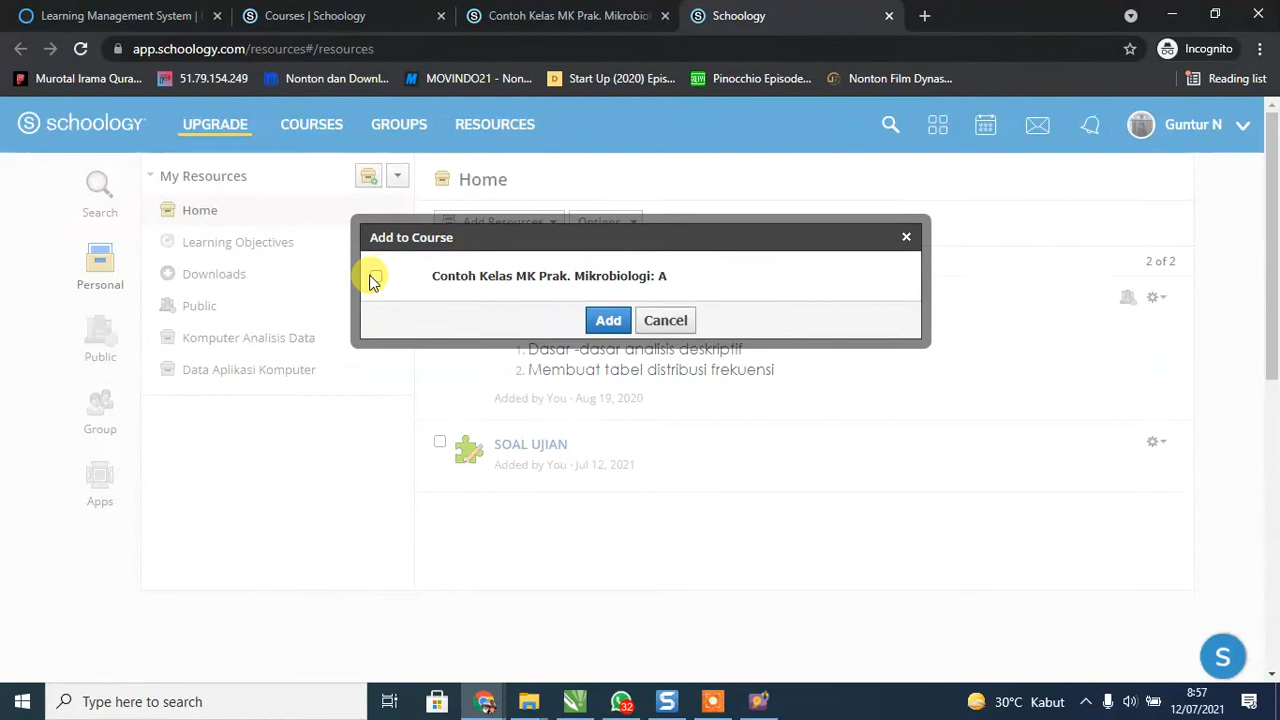 Learning Management System | L
Courses | Schoology
Contoh Kelas MK Prak. Mikrobiol
Schoology
app.schoology.com/resources#/resources
Incognito
Murotal Irama Qura...
51.79.154.249
Nonton dan Downl...
MOVINDO21 - Non...
Start Up (2020) Epis...
Pinocchio Episode...
Nonton Film Dynas...
Reading list
schoology
UPGRADE
COURSES
GROUPS
RESOURCES
Guntur N
Search
Personal
Public
Group
Apps
My Resources
Home
Learning Objectives
Downloads
Public
Komputer Analisis Data
Data Aplikasi Komputer
Home
Add Resources
Options
2 of 2
Add to Course
Contoh Kelas MK Prak. Mikrobiologi: A
Add
Cancel
1. Dasar -dasar analisis deskriptif
2. Membuat tabel distribusi frekuensi
Added by You · Aug 19, 2020
SOAL UJIAN
Added by You · Jul 12, 2021
S
Type here to search
32
30°C Kabut
8:57
12/07/2021